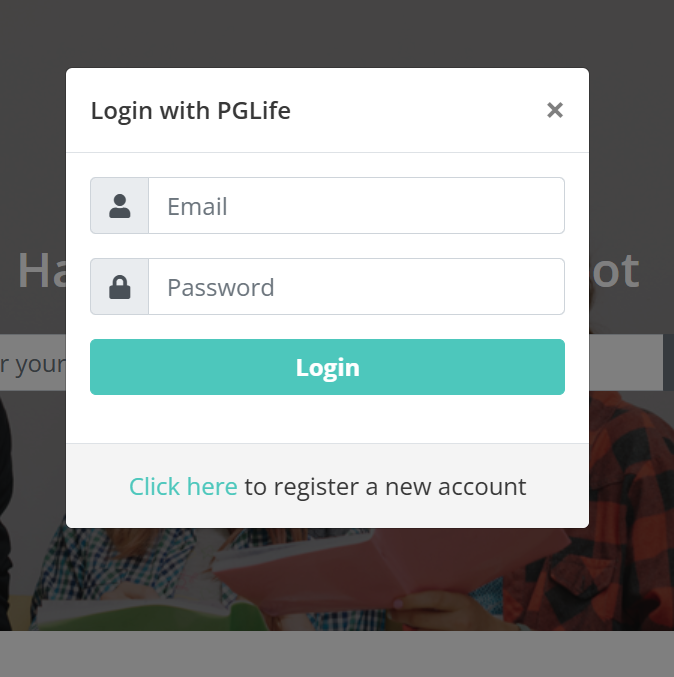 Login with PGLife
×
Ha
ot
Email
r your
Password
Login
Click here to register a new account